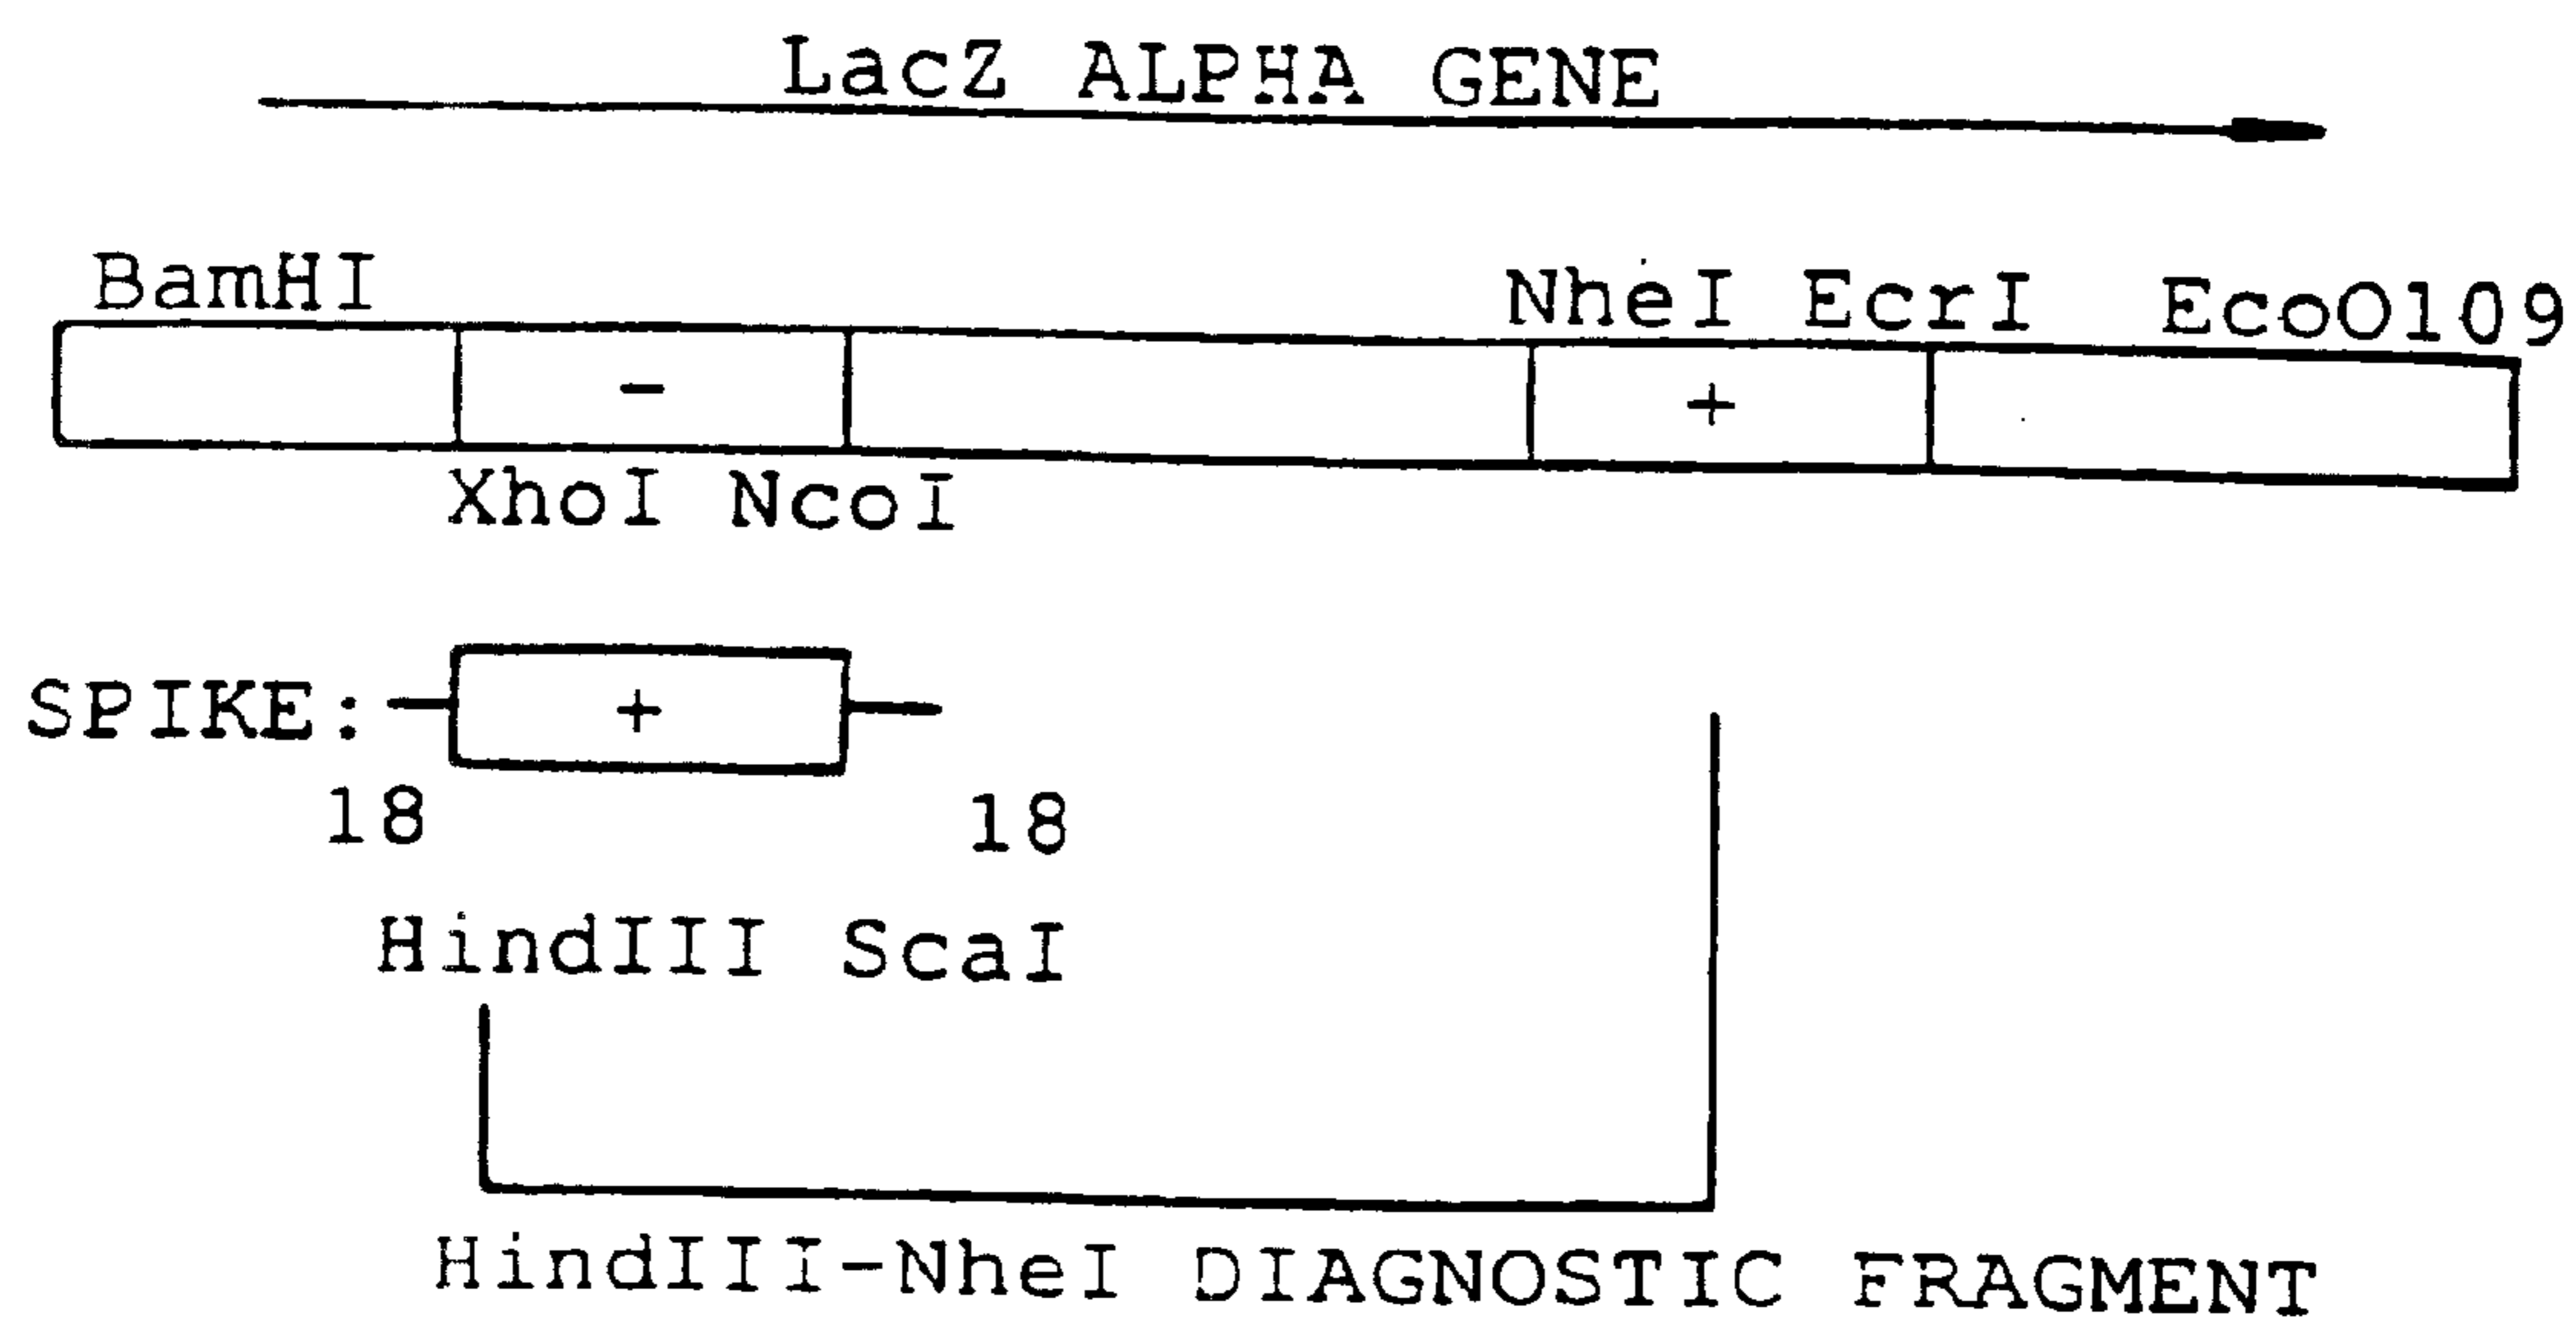 LacZ ALPHA GENE
BamHI NheI EcrI EcoO109
- +
XhoI NcoI
SPIKE: +
18 18
HindIII ScaI
HindIII-NheI DIAGNOSTIC FRAGMENT